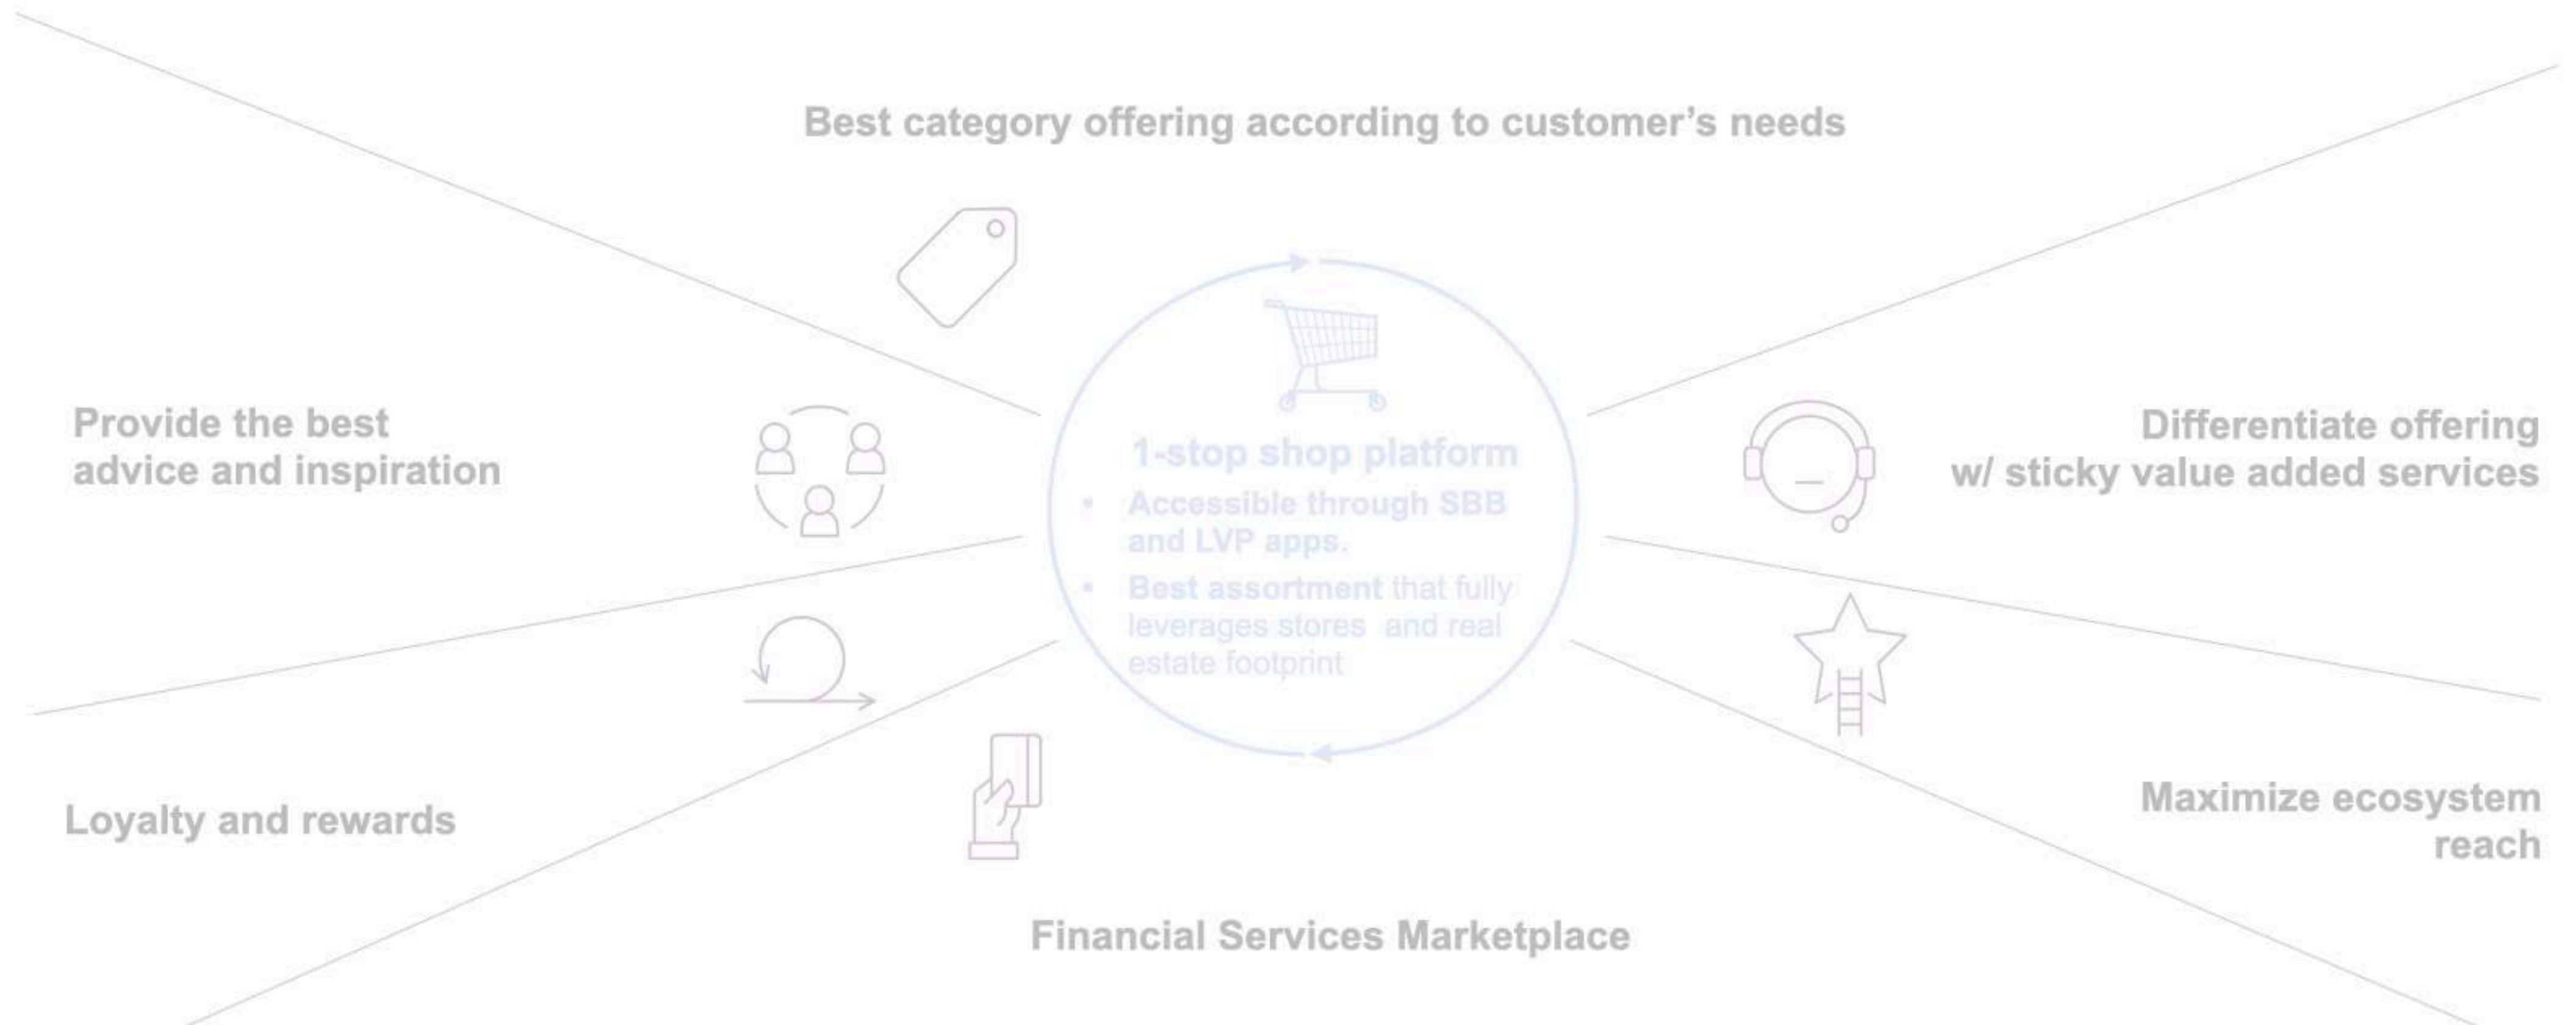 Best category offering according to customer’s needs
Provide the best
advice and inspiration
1-stop shop platform
▪ Accessible through SBB
and LVP apps.
▪ Best assortment that fully
leverages stores and real
estate footprint
Differentiate offering
w/ sticky value added services
Loyalty and rewards
Maximize ecosystem
reach
Financial Services Marketplace